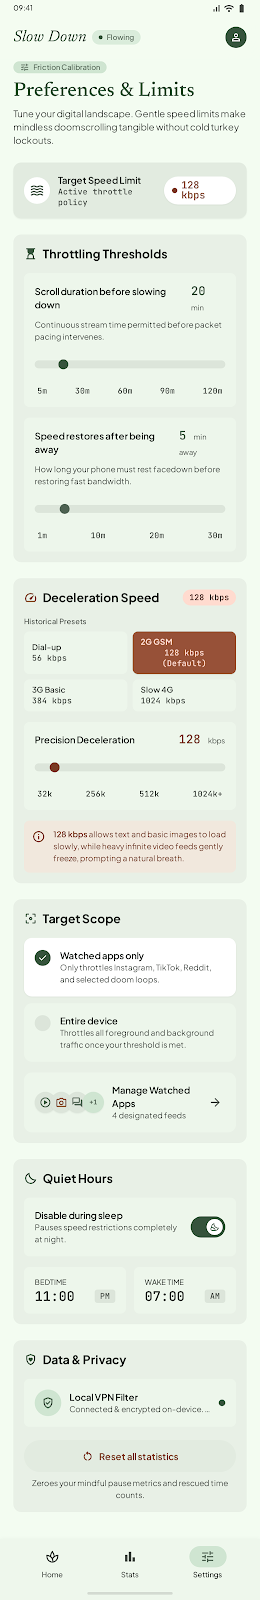 09:41
Slow Down
Flowing
Friction Calibration
Preferences & Limits
Tune your digital landscape. Gentle speed limits make
mindless doomscrolling tangible without cold turkey
lockouts.
Target Speed Limit
Active throttle
policy
128
kbps
Throttling Thresholds
Scroll duration before slowing
down
20
min
Continuous stream time permitted before packet
pacing intervenes.
5m 30m 60m 90m 120m
Speed restores after being
away
5 min
away
How long your phone must rest facedown before
restoring fast bandwidth.
1m 10m 20m 30m
Deceleration Speed
128 kbps
Historical Presets
Dial-up
56 kbps
2G GSM
128 kbps
(Default)
3G Basic
384 kbps
Slow 4G
1024 kbps
Precision Deceleration
128 kbps
32k 256k 512k 1024k+
128 kbps allows text and basic images to load
slowly, while heavy infinite video feeds gently
freeze, prompting a natural breath.
Target Scope
Watched apps only
Only throttles Instagram, TikTok, Reddit,
and selected doom loops.
Entire device
Throttles all foreground and background
traffic once your threshold is met.
+1
Manage Watched
Apps
4 designated feeds
Quiet Hours
Disable during sleep
Pauses speed restrictions completely
at night.
BEDTIME
11:00 PM
WAKE TIME
07:00 AM
Data & Privacy
Local VPN Filter
Connected & encrypted on-device. ...
Reset all statistics
Zeroes your mindful pause metrics and rescued time
counts.
Home
Stats
Settings